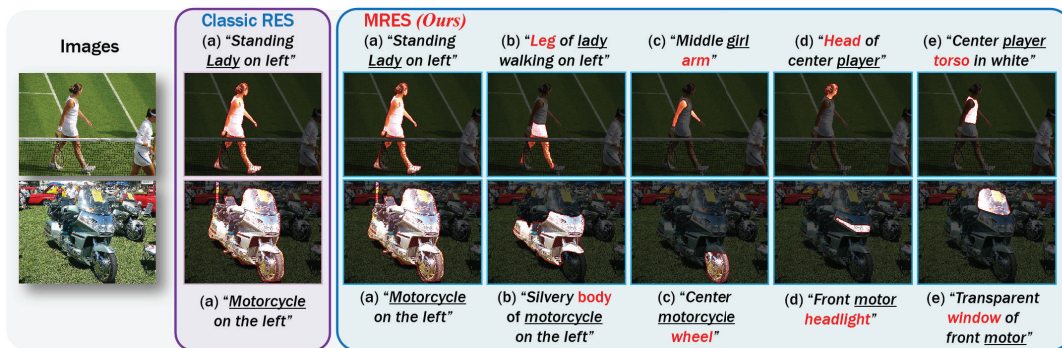 Images
Classic RES
(a) “Standing
Lady on left”
(a) “Motorcycle
on the left”
MRES (Ours)
(a) “Standing
Lady on left”
(b) “Leg of lady
walking on left”
(c) “Middle girl
arm”
(d) “Head of
center player”
(e) “Center player
torso in white”
(a) “Motorcycle
on the left”
(b) “Silvery body
of motorcycle
on the left”
(c) “Center
motorcycle
wheel”
(d) “Front motor
headlight”
(e) “Transparent
window of
front motor”